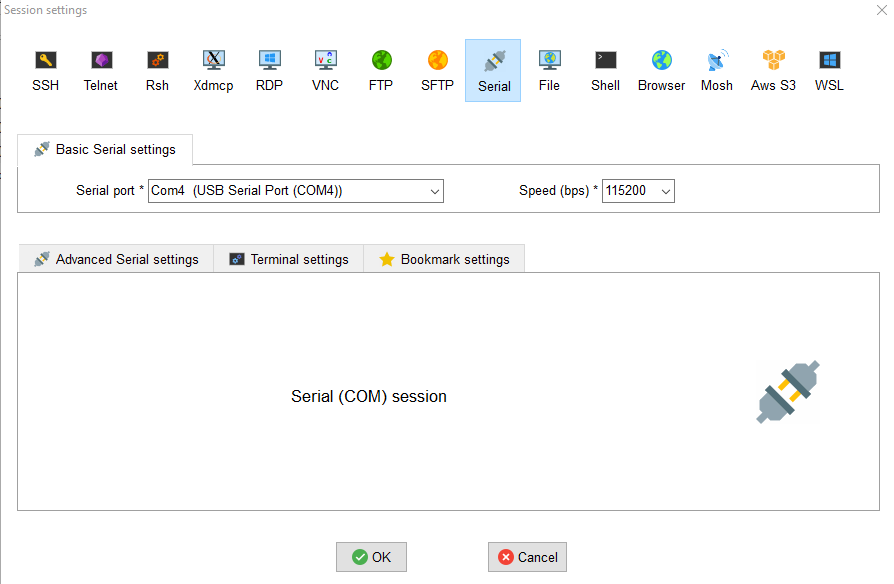 Session settings
SSH Telnet Rsh Xdmcp RDP VNC FTP SFTP Serial File Shell Browser Mosh Aws S3 WSL
Basic Serial settings
Serial port * Com4 (USB Serial Port (COM4)) Speed (bps) * 115200
Advanced Serial settings Terminal settings Bookmark settings
Serial (COM) session
OK Cancel